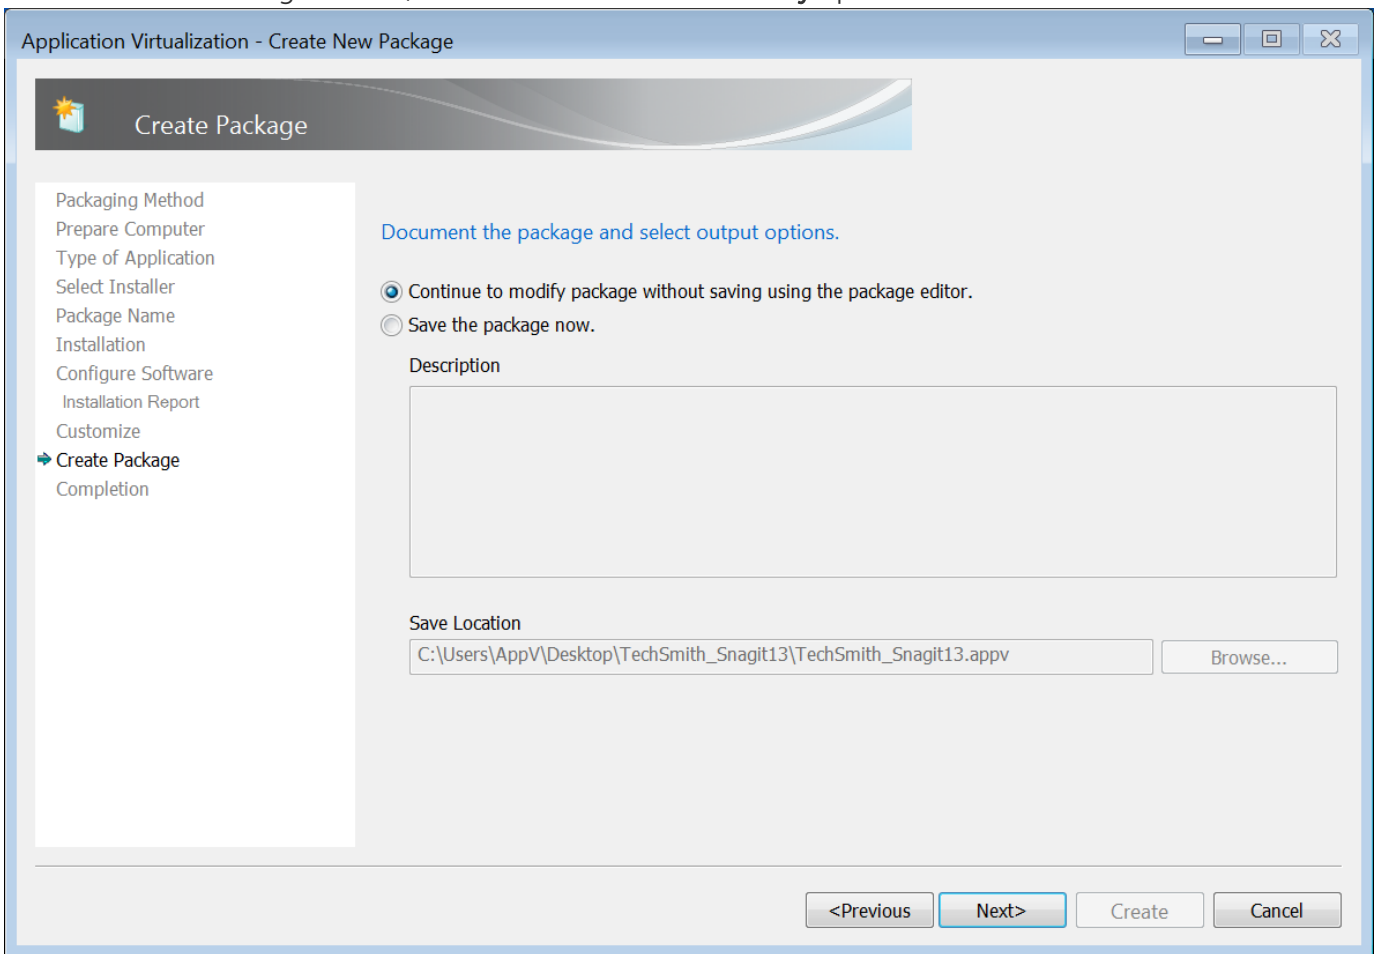 Application Virtualization - Create New Package
Create Package
Packaging Method
Prepare Computer
Type of Application
Select Installer
Package Name
Installation
Configure Software
Installation Report
Customize
Create Package
Completion
Document the package and select output options.
Continue to modify package without saving using the package editor.
Save the package now.
Description
Save Location
C:\Users\AppV\Desktop\TechSmith_Snagit13\TechSmith_Snagit13.appv
Browse...
<Previous
Next>
Create
Cancel